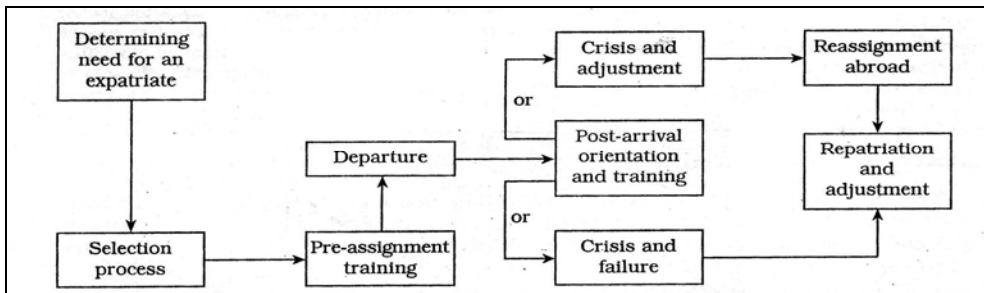 Determining
need for an
expatriate
Selection
process
Pre-assignment
training
Departure
Post-arrival
orientation
and training
or
Crisis and
adjustment
Reassignment
abroad
or
Crisis and
failure
Repatriation
and
adjustment